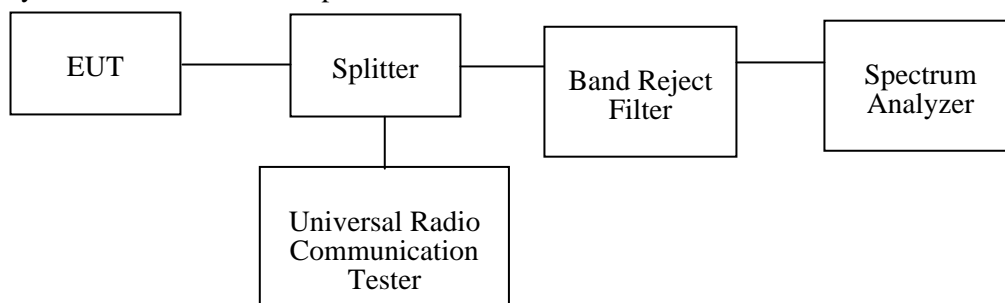 EUT
Splitter
Band Reject
Filter
Spectrum
Analyzer
Universal Radio
Communication
Tester